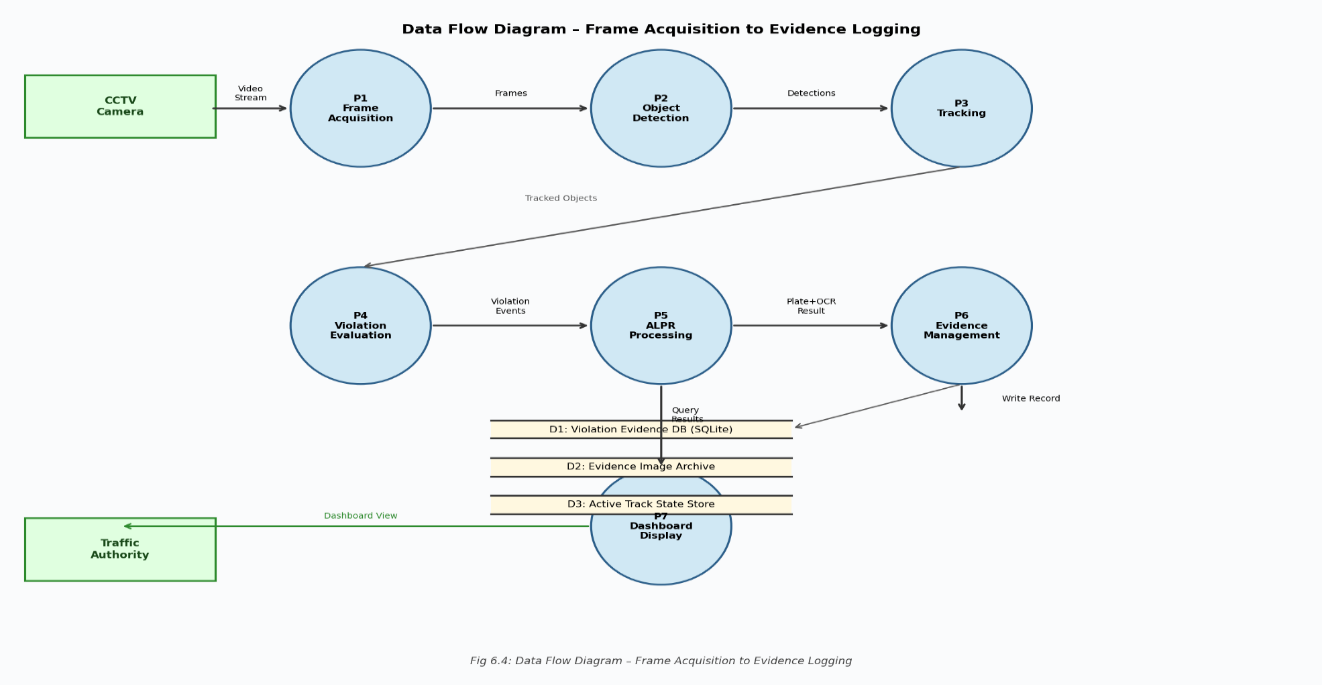 Data Flow Diagram – Frame Acquisition to Evidence Logging
CCTV
Camera
Video
Stream
P1
Frame
Acquisition
Frames
P2
Object
Detection
Detections
P3
Tracking
Tracked Objects
P4
Violation
Evaluation
Violation
Events
P5
ALPR
Processing
Plate+OCR
Result
P6
Evidence
Management
Write Record
Query
Results
D1: Violation Evidence DB (SQLite)
D2: Evidence Image Archive
D3: Active Track State Store
P7
Dashboard
Display
Dashboard View
Traffic
Authority
Fig 6.4: Data Flow Diagram – Frame Acquisition to Evidence Logging